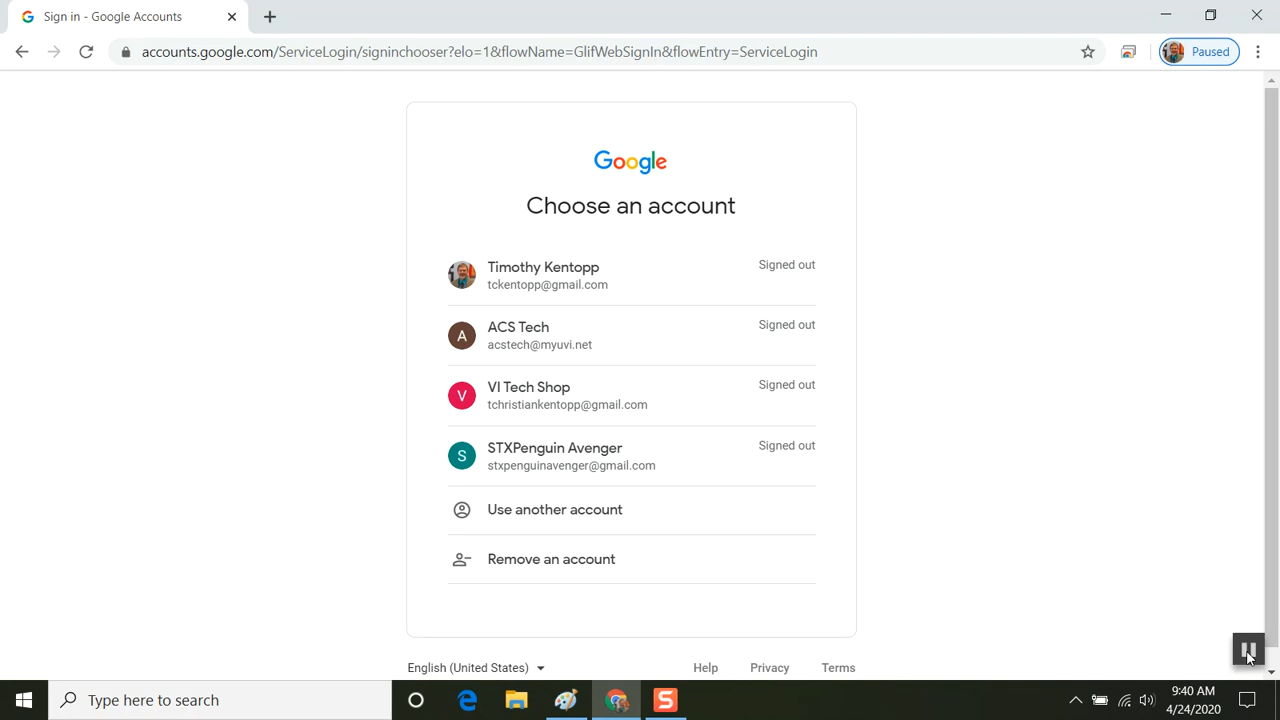 Sign in - Google Accounts
accounts.google.com/ServiceLogin/signinchooser?elo=1&flowName=GlifWebSignIn&flowEntry=ServiceLogin
Paused
Google
Choose an account
Timothy Kentopp
Signed out
tckentopp@gmail.com
A
ACS Tech
Signed out
acstech@myuvi.net
V
VI Tech Shop
Signed out
tchristiankentopp@gmail.com
S
STXPenguin Avenger
Signed out
stxpenguinavenger@gmail.com
Use another account
Remove an account
English (United States)
Help
Privacy
Terms
Type here to search
S
9:40 AM
4/24/2020